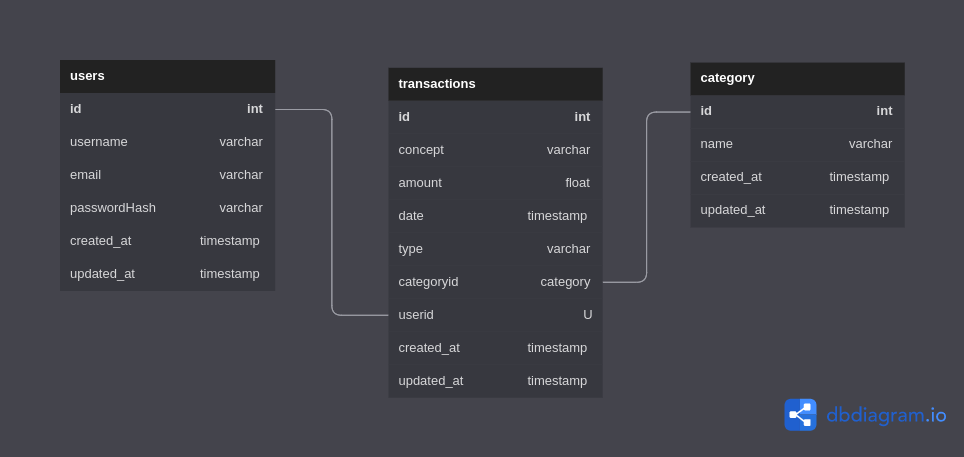 users
id int
username varchar
email varchar
passwordHash varchar
created_at timestamp
updated_at timestamp
transactions
id int
concept varchar
amount float
date timestamp
type varchar
categoryid category
userid U
created_at timestamp
updated_at timestamp
category
id int
name varchar
created_at timestamp
updated_at timestamp
dbdiagram.io